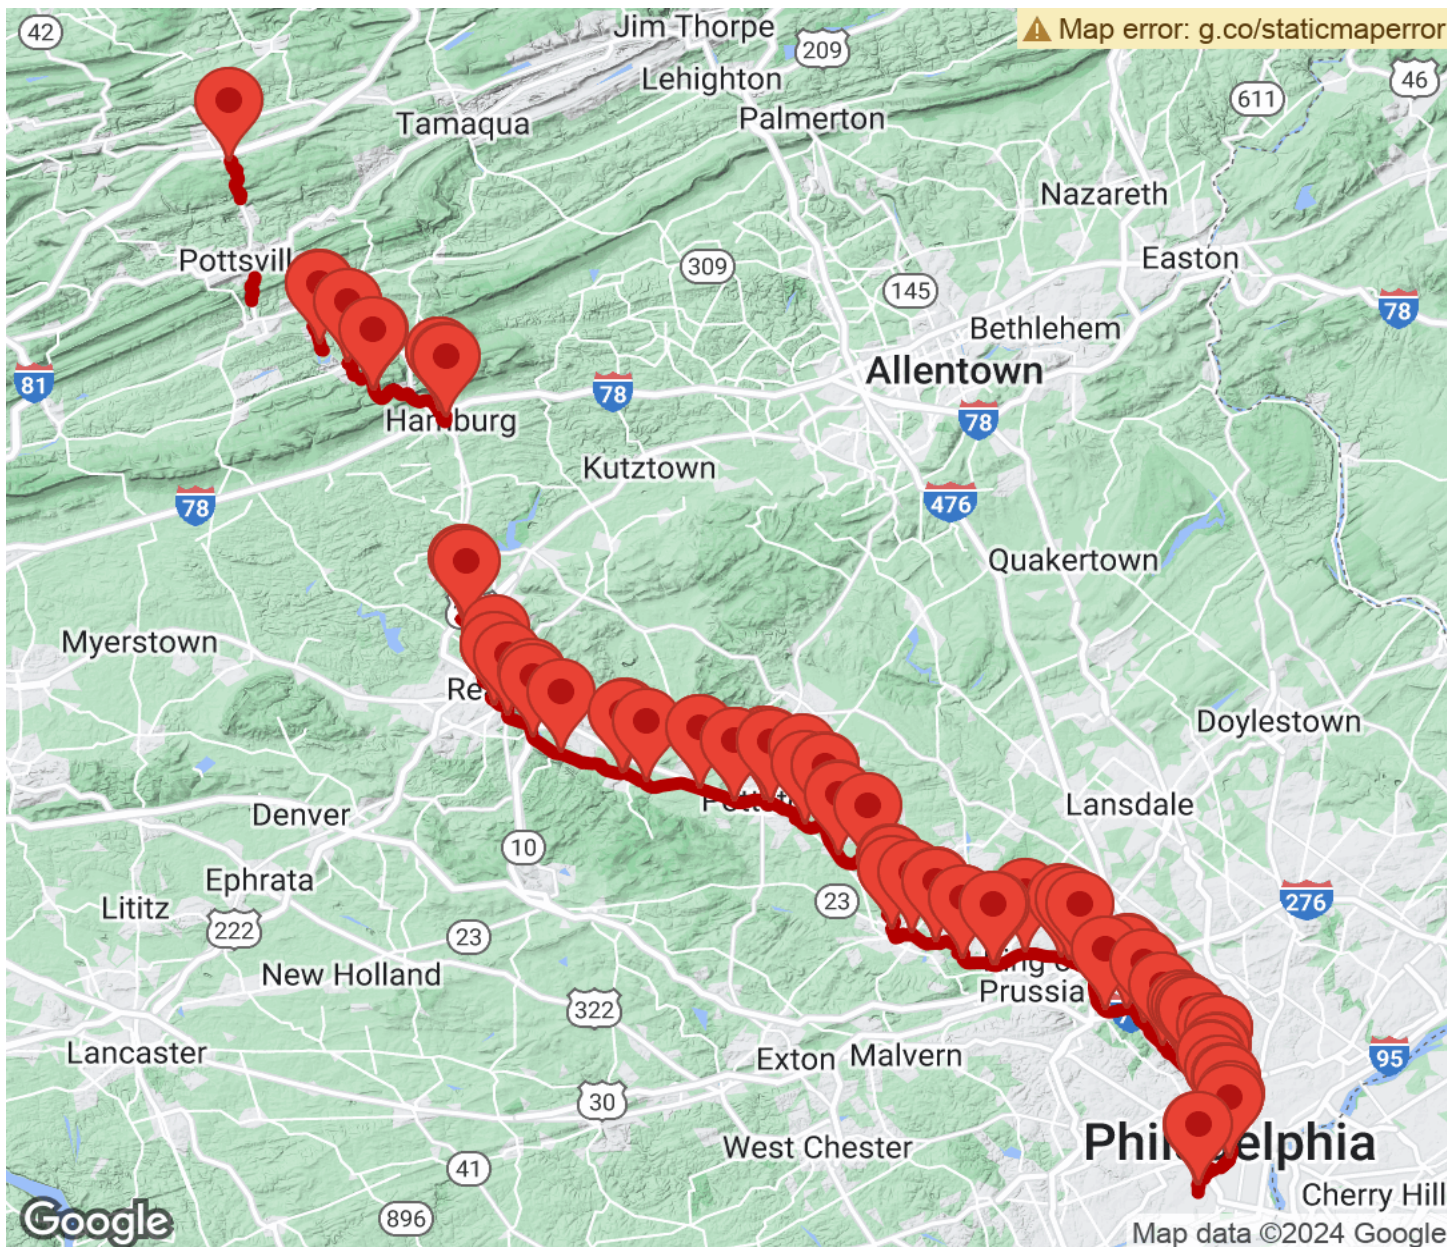 42
Jim Thorpe
Map error: g.co/staticmaperror
209
Lehighton
46
611
Tamaqua
Palmerton
Nazareth
Pottsvill
309
Easton
145
78
Bethlehem
81
Allentown
78
78
Hamburg
Kutztown
78
476
Quakertown
Myerstown
Re
Doylestown
Denver
Lansdale
10
Ephrata
23
276
Lititz
222
23
New Holland
Prussia
322
Lancaster
Exton
Malvern
95
30
Philadelphia
West Chester
41
Cherry Hill
896
Google
Map data ©2024 Google